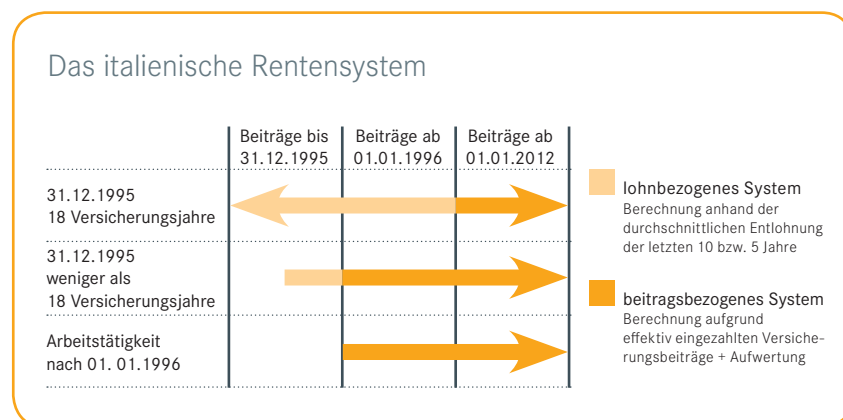 Das italienische Rentensystem
Beiträge bis
31.12.1995
Beiträge ab
01.01.1996
Beiträge ab
01.01.2012
31.12.1995
18 Versicherungsjahre
31.12.1995
weniger als
18 Versicherungsjahre
Arbeitstätigkeit
nach 01. 01.1996
lohnbezogenes System
Berechnung anhand der
durchschnittlichen Entlohnung
der letzten 10 bzw. 5 Jahre
beitragsbezogenes System
Berechnung aufgrund
effektiv eingezahlten Versiche-
rungsbeiträge + Aufwertung